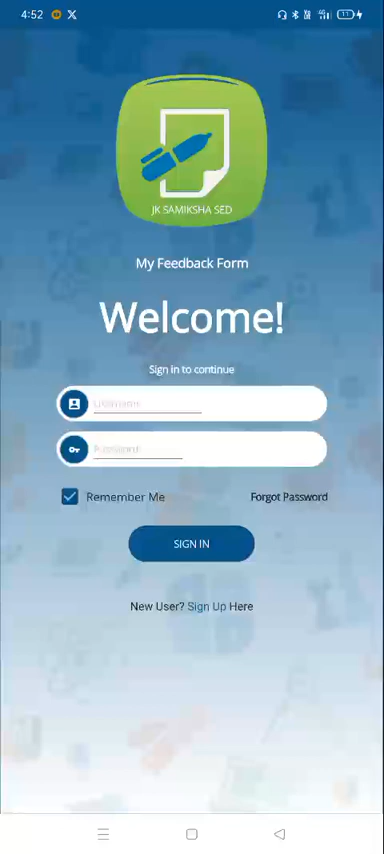 4:52
11
JK SAMIKSHA SED
My Feedback Form
Welcome!
Sign in to continue
Username
Password
Remember Me
Forgot Password
SIGN IN
New User? Sign Up Here